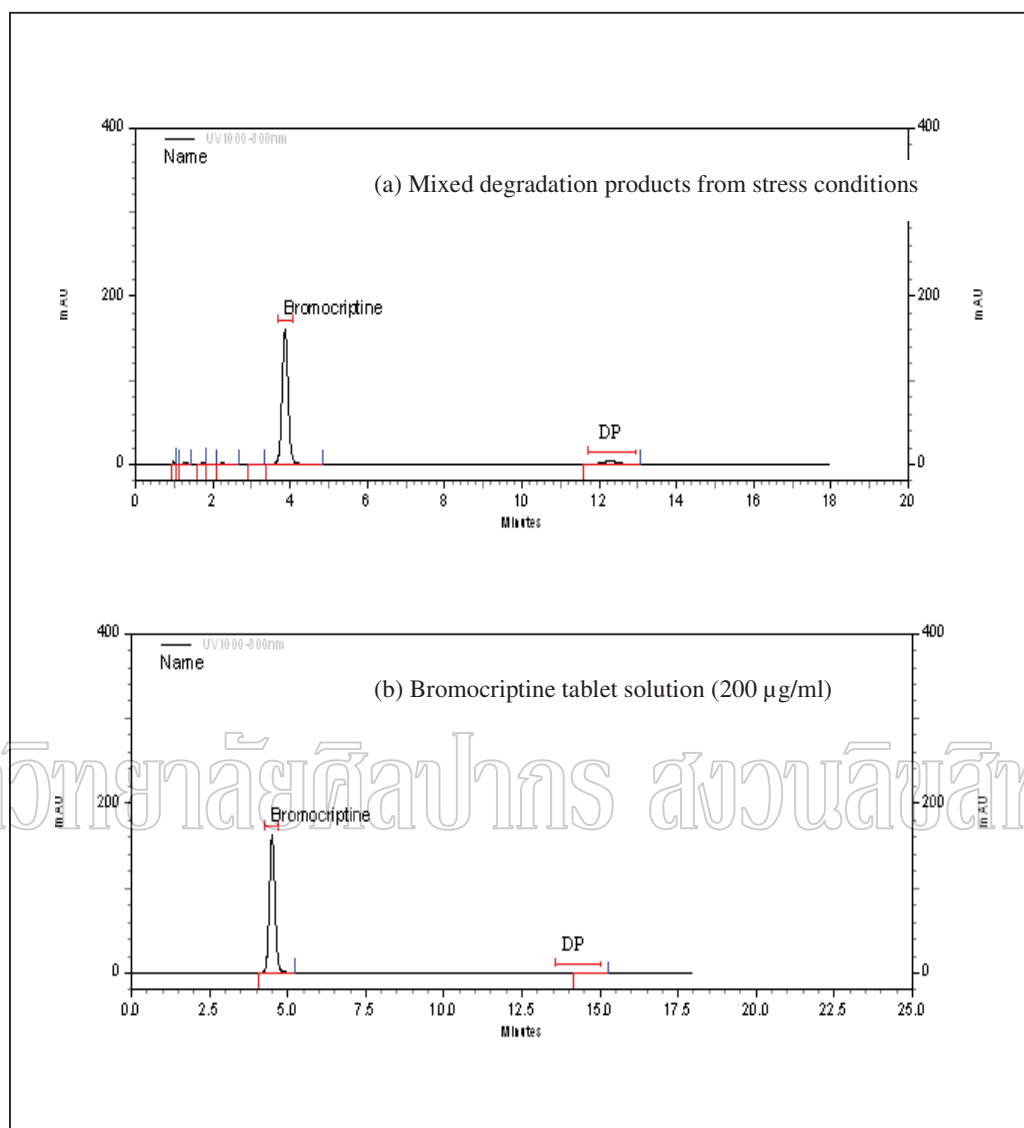 400
400
UV1000-300nm
Name
(a) Mixed degradation products from stress conditions
200
200
mAU
mAU
Bromocriptine
DP
0
0
0 2 4 6 8 10 12 14 16 18 20
Minutes
400
400
UV1000-300nm
Name
(b) Bromocriptine tablet solution (200 µg/ml)
วิทยาลัยศิลปากร สงวนลิขสิท
200
200
mAU
mAU
Bromocriptine
DP
0
0
0.0 2.5 5.0 7.5 10.0 12.5 15.0 17.5 20.0 22.5 25.0
Minutes